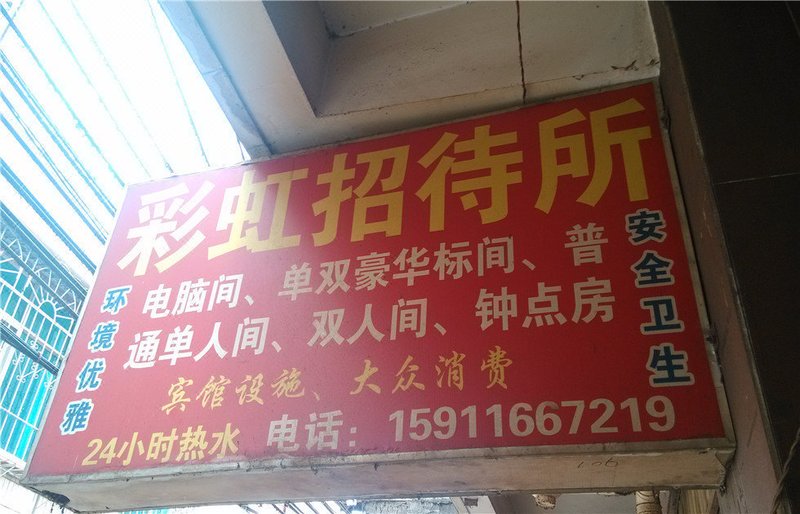 彩虹招待所
环境优雅
电脑间、单双豪华标间、普
通单人间、双人间、钟点房
安全卫生
宾馆设施、大众消费
24小时热水 电话：15911667219